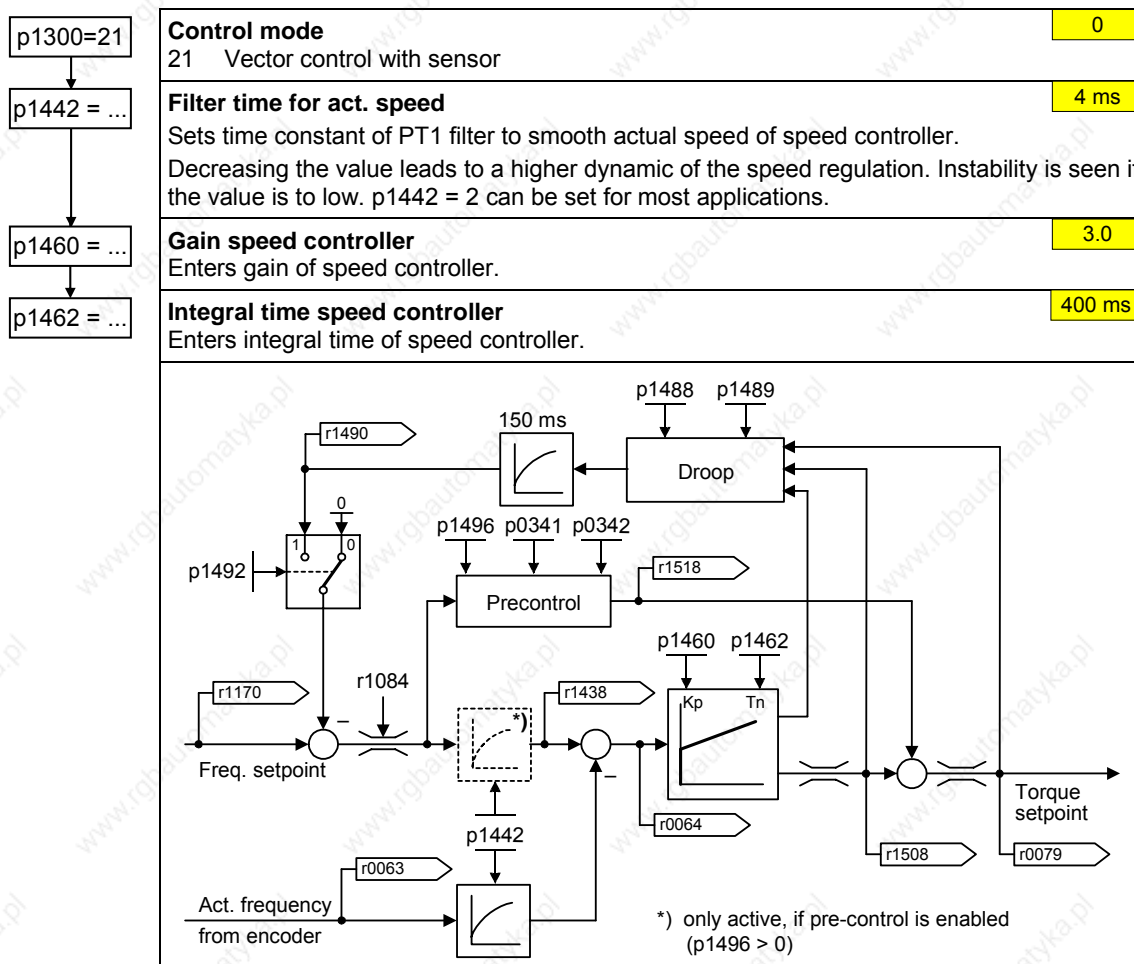 p1300=21
Control mode
0
21 Vector control with sensor
p1442 = ...
Filter time for act. speed
4 ms
Sets time constant of PT1 filter to smooth actual speed of speed controller.
Decreasing the value leads to a higher dynamic of the speed regulation. Instability is seen if
the value is to low. p1442 = 2 can be set for most applications.
p1460 = ...
Gain speed controller
3.0
Enters gain of speed controller.
p1462 = ...
Integral time speed controller
400 ms
Enters integral time of speed controller.
p1488 p1489
150 ms
r1490
Droop
0
1 0
p1492
p1496 p0341 p0342
r1518
Precontrol
p1460 p1462
r1170
r1084
r1438
Kp Tn
*)
–
Freq. setpoint
–
Torque
setpoint
p1442
r0064
r0063
r1508
r0079
Act. frequency
from encoder
*) only active, if pre-control is enabled
(p1496 > 0)
www.rgbautomatyka.pl